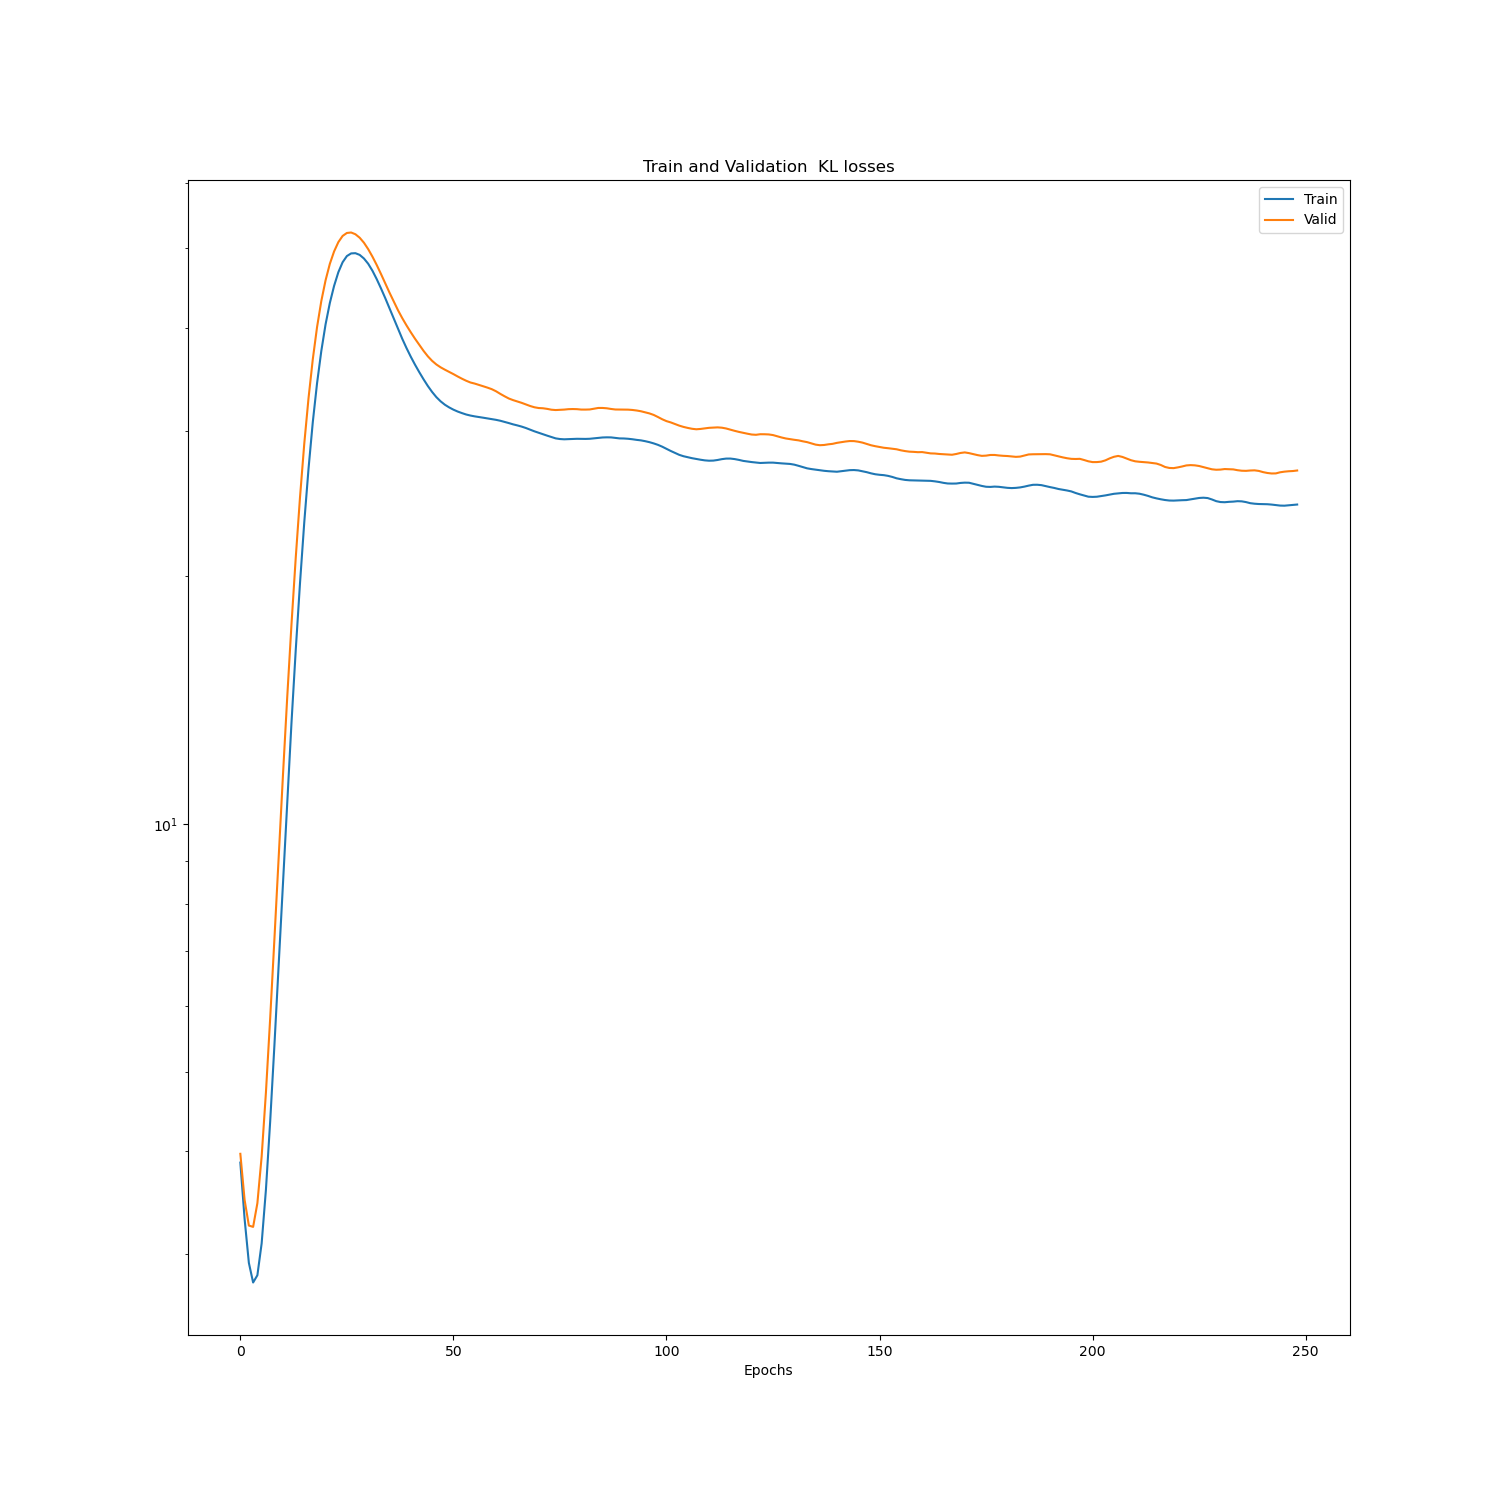 Train and Validation  KL losses
Train
Valid
10¹
0 50 100 150 200 250
Epochs